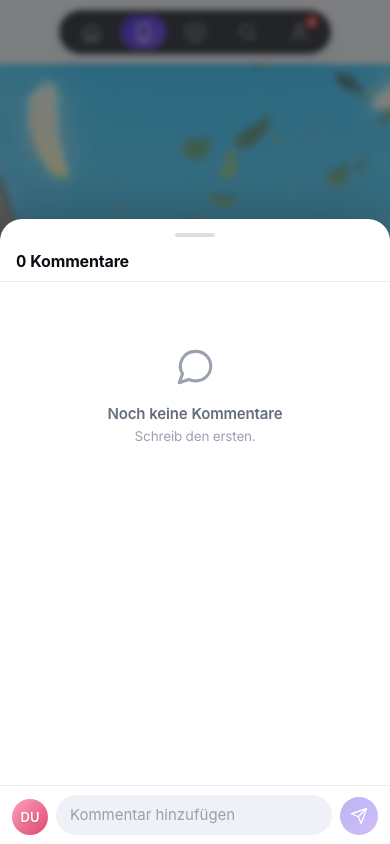 0 Kommentare
Noch keine Kommentare
Schreib den ersten.
DU
Kommentar hinzufügen